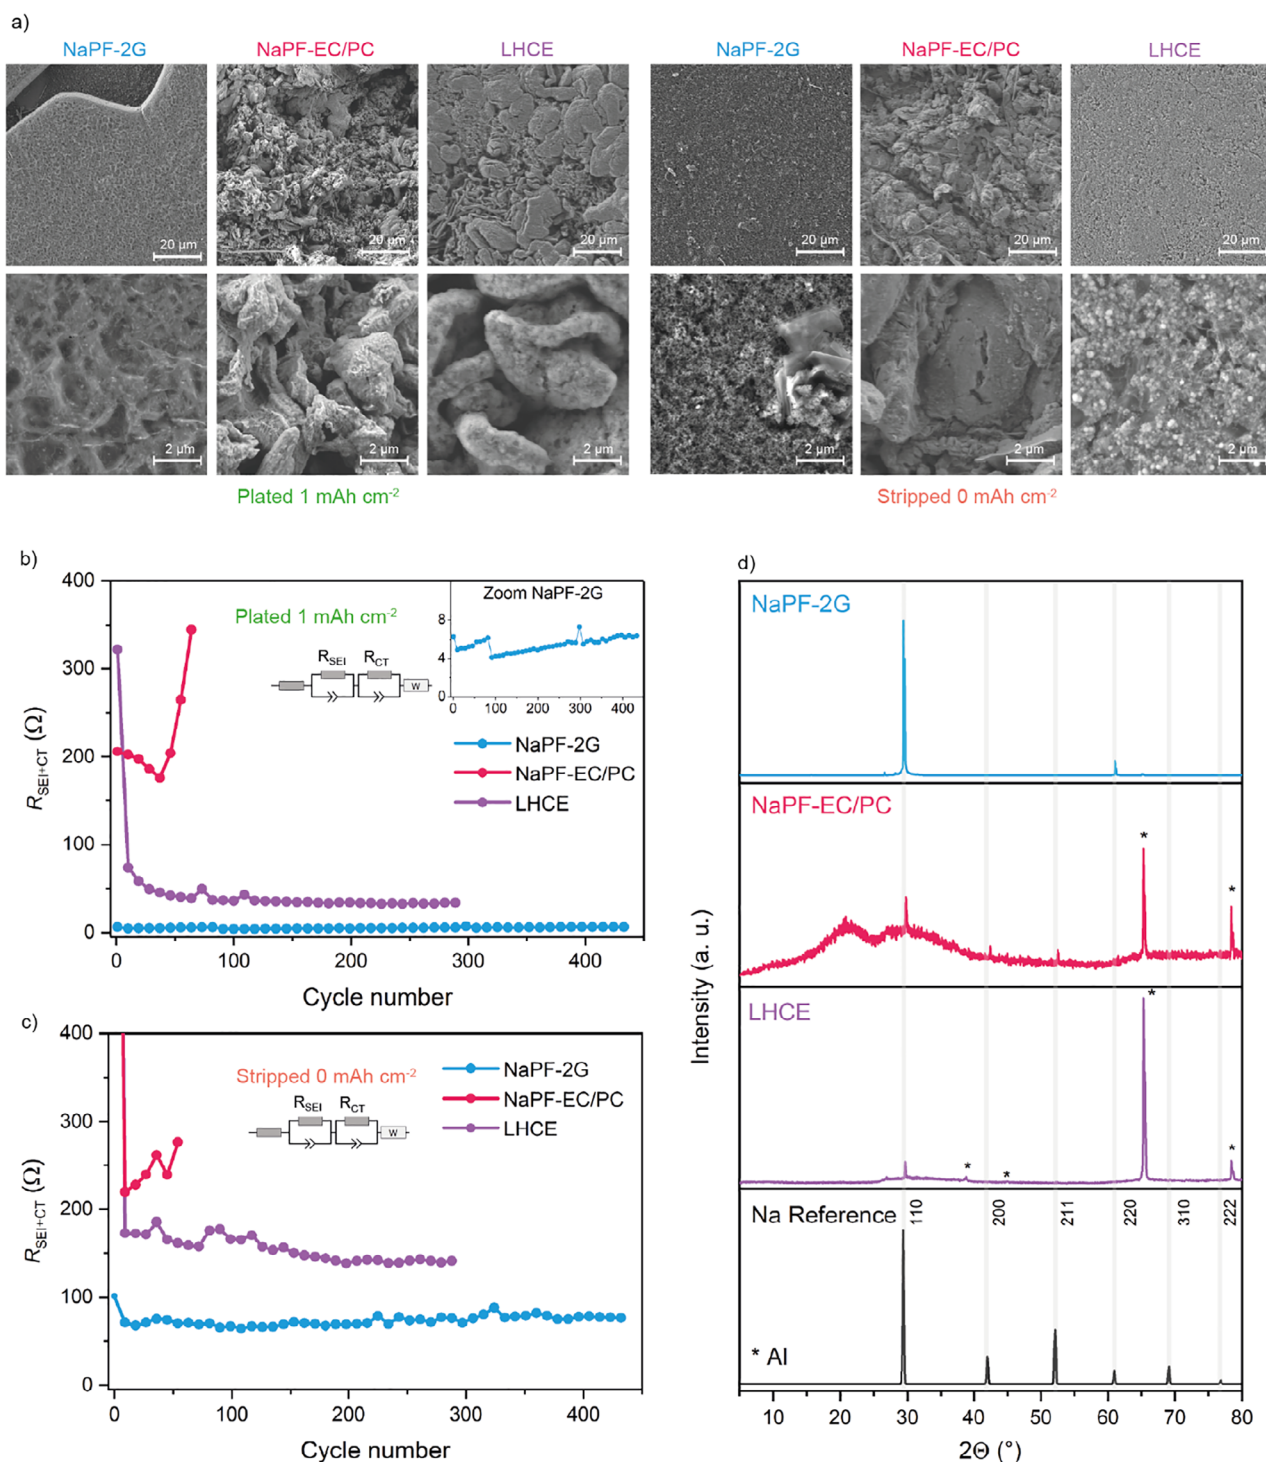 a)
NaPF-2G NaPF-EC/PC LHCE NaPF-2G NaPF-EC/PC LHCE
20 µm 20 µm 20 µm 20 µm 20 µm 20 µm
2 µm 2 µm 2 µm 2 µm 2 µm 2 µm
Plated 1 mAh cm⁻² Stripped 0 mAh cm⁻²
b)
400
300
200
100
0
R_SEI+CT (Ω)
Plated 1 mAh cm⁻²
R_SEI R_CT
W
Zoom NaPF-2G
8
4
0
0 100 200 300 400
NaPF-2G
NaPF-EC/PC
LHCE
0 100 200 300 400
Cycle number
c)
400
300
200
100
0
R_SEI+CT (Ω)
Stripped 0 mAh cm⁻²
R_SEI R_CT
W
NaPF-2G
NaPF-EC/PC
LHCE
0 100 200 300 400
Cycle number
d)
Intensity (a. u.)
NaPF-2G
NaPF-EC/PC
* *
LHCE
* * * *
Na Reference 110 200 211 220 310 222
* Al
10 20 30 40 50 60 70 80
2Θ (°)